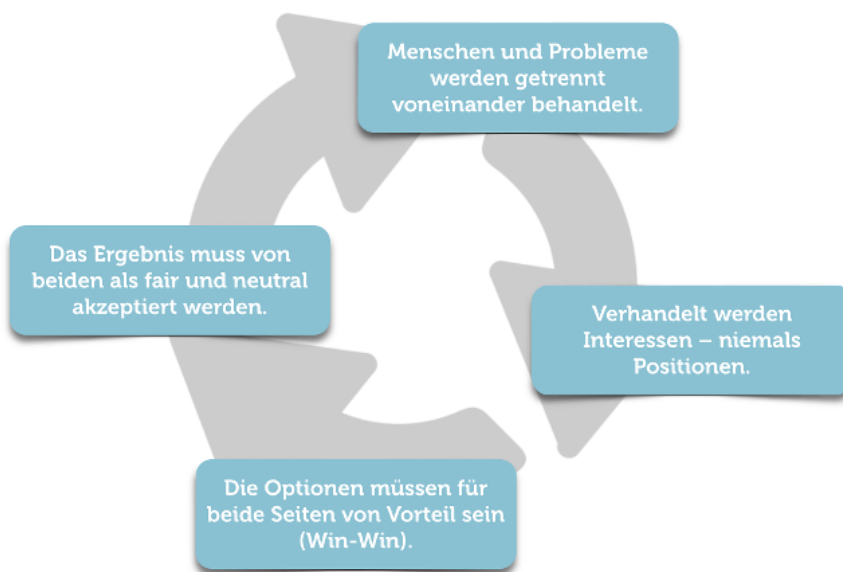 Menschen und Probleme
werden getrennt
voneinander behandelt.
Verhandelt werden
Interessen – niemals
Positionen.
Die Optionen müssen für
beide Seiten von Vorteil sein
(Win-Win).
Das Ergebnis muss von
beiden als fair und neutral
akzeptiert werden.